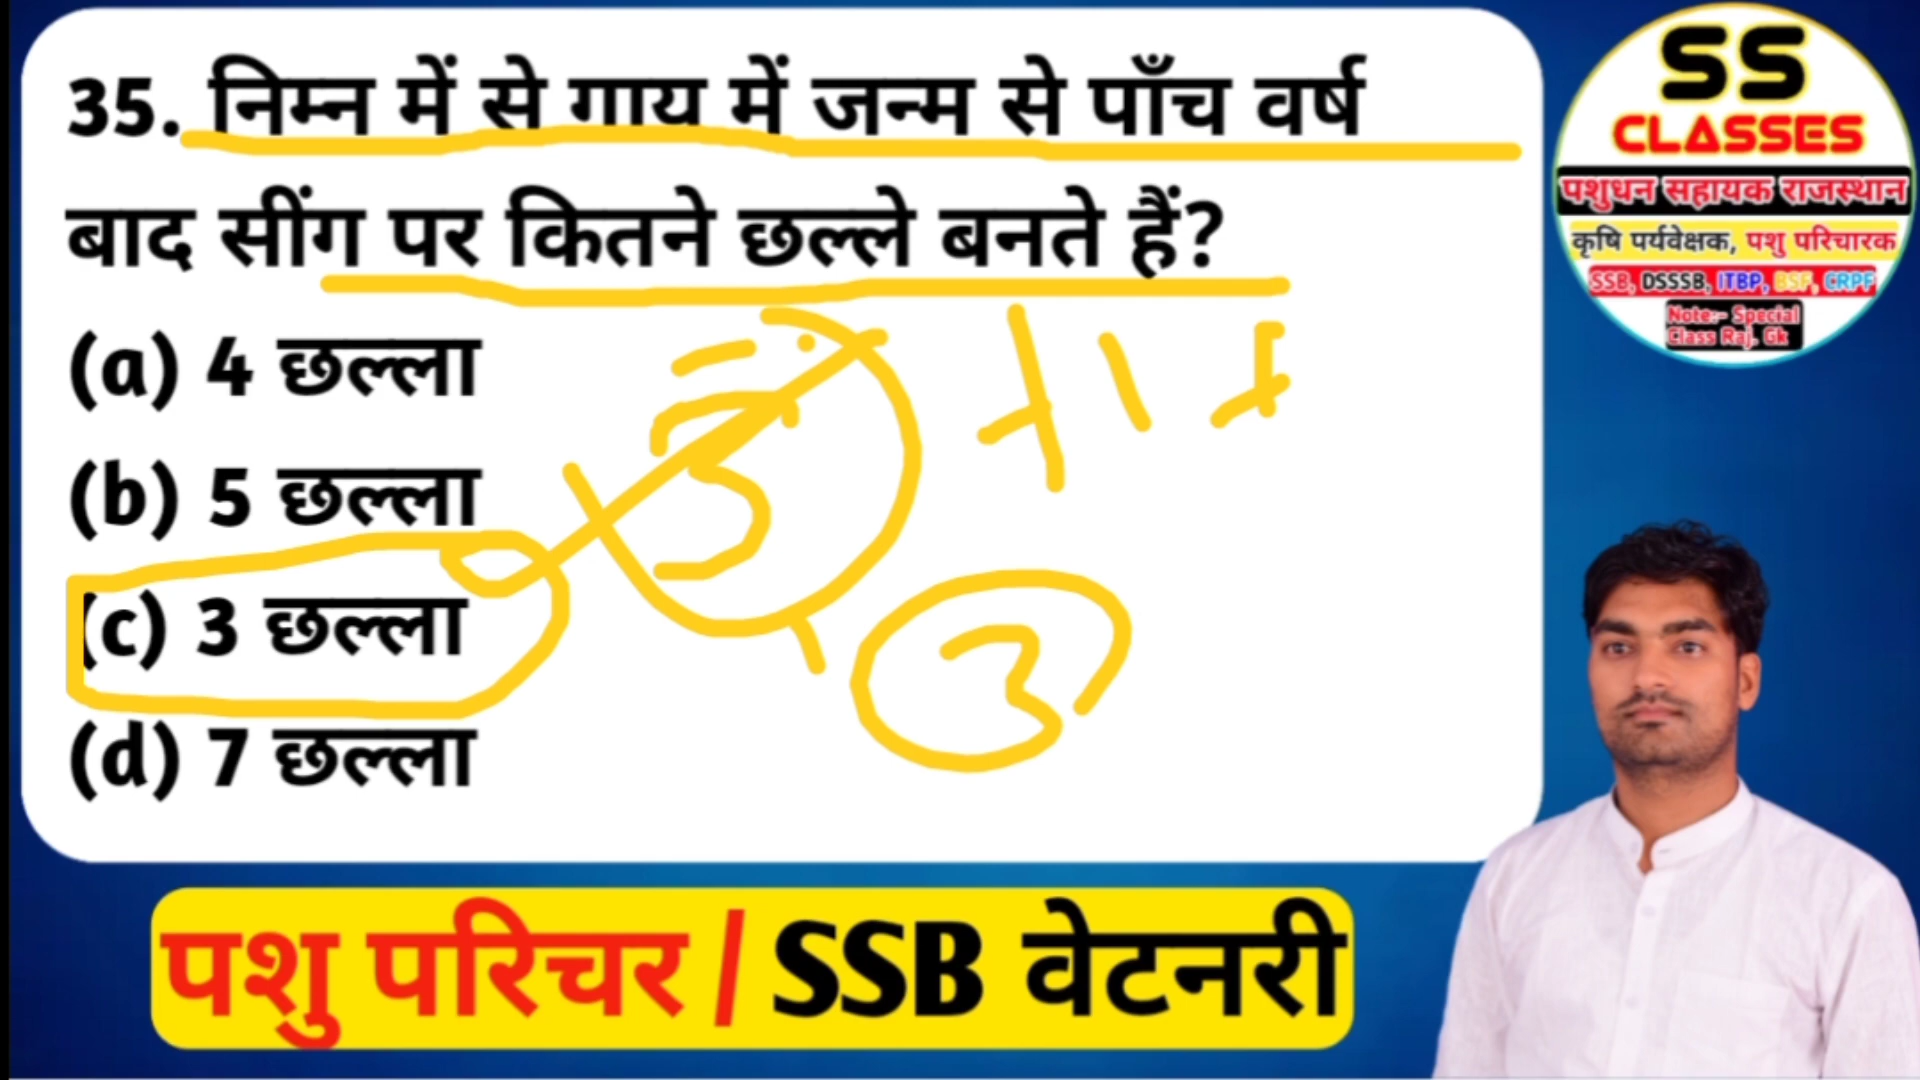 35. निम्न में से गाय में जन्म से पाँच वर्ष
बाद सींग पर कितने छल्ले बनते हैं?
(a) 4 छल्ला
(b) 5 छल्ला
(c) 3 छल्ला
(d) 7 छल्ला
3
पशु परिचर / SSB वेटनरी
SS
CLASSES
पशुधन सहायक राजस्थान
कृषि पर्यवेक्षक, पशु परिचारक
SSB, DSSSB, ITBP, BSF, CRPF
Note:- Special
Class Raj. Gk